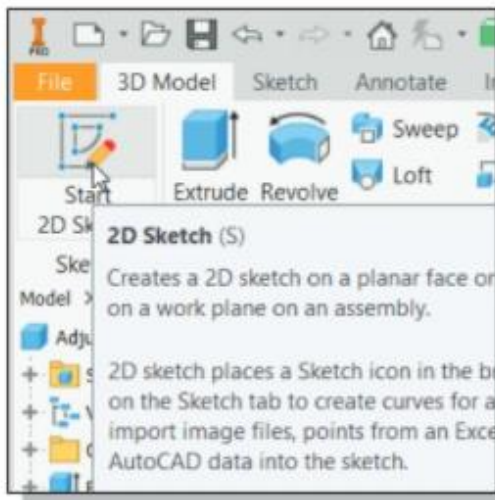 PRO
File 3D Model Sketch Annotate
Start
2D Sk
Extrude Revolve
Sweep
Loft
Ske
Model ×
Adju
2D Sketch (S)
Creates a 2D sketch on a planar face or
on a work plane on an assembly.
2D sketch places a Sketch icon in the b
on the Sketch tab to create curves for a
import image files, points from an Exce
AutoCAD data into the sketch.